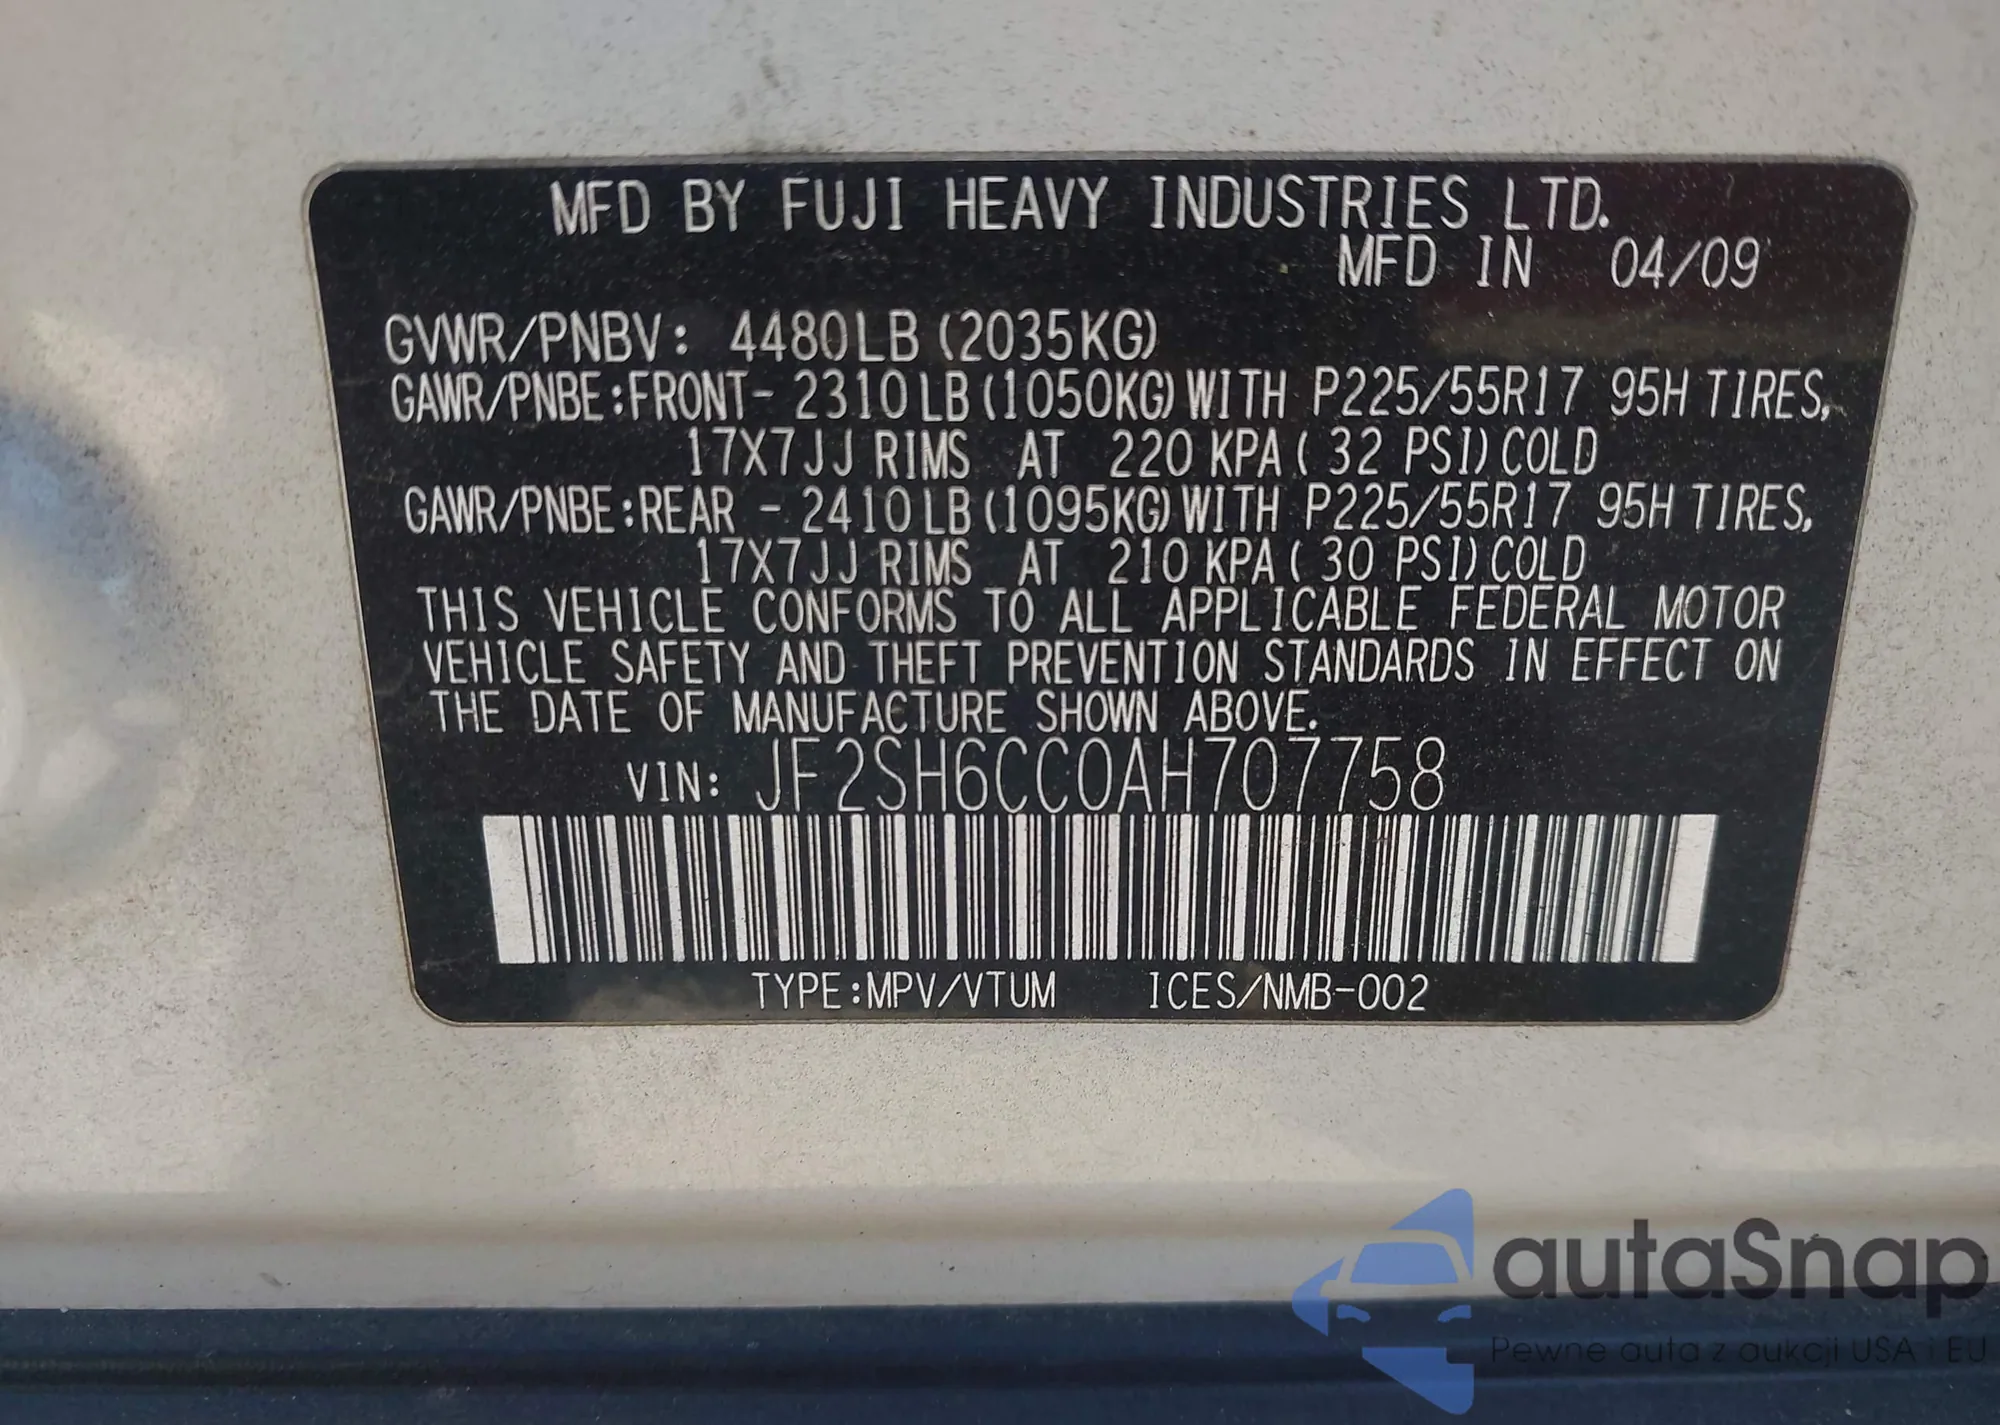 MFD BY FUJI HEAVY INDUSTRIES LTD.
MFD IN 04/09
GVWR/PNBV: 4480LB (2035KG)
GAWR/PNBE:FRONT- 2310LB(1050KG)WITH P225/55R17 95H TIRES,
17X7JJ RIMS AT 220 KPA( 32 PSI)COLD
GAWR/PNBE:REAR - 2410LB(1095KG)WITH P225/55R17 95H TIRES,
17X7JJ RIMS AT 210 KPA( 30 PSI)COLD
THIS VEHICLE CONFORMS TO ALL APPLICABLE FEDERAL MOTOR
VEHICLE SAFETY AND THEFT PREVENTION STANDARDS IN EFFECT ON
THE DATE OF MANUFACTURE SHOWN ABOVE.
VIN: JF2SH6CC0AH707758
TYPE:MPV/VTUM ICES/NMB-002
autaSnap
Pewne auta z aukcji USA i EU